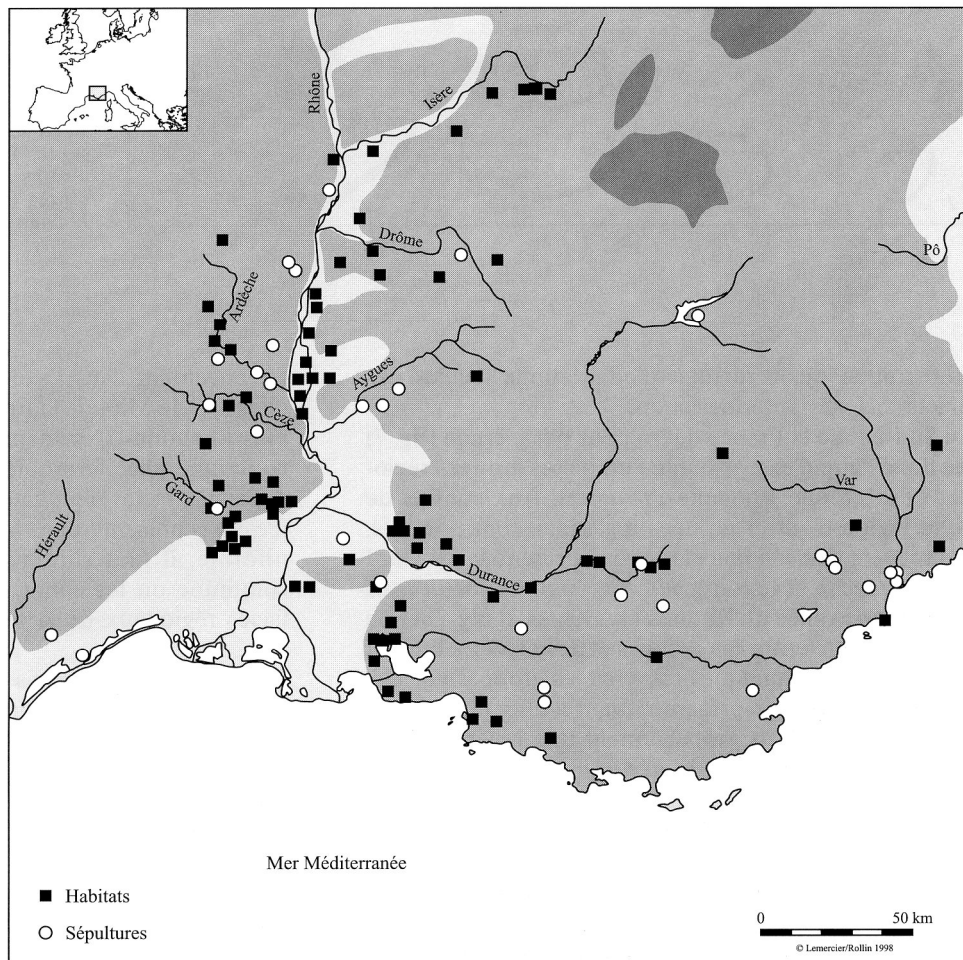 Rhône
Isère
Drôme
Pô
Ardèche
Aygues
Cèze
Gard
Var
Hérault
Durance
Mer Méditerranée
Habitats
Sépultures
0 50 km
© Lemercier/Rollin 1998